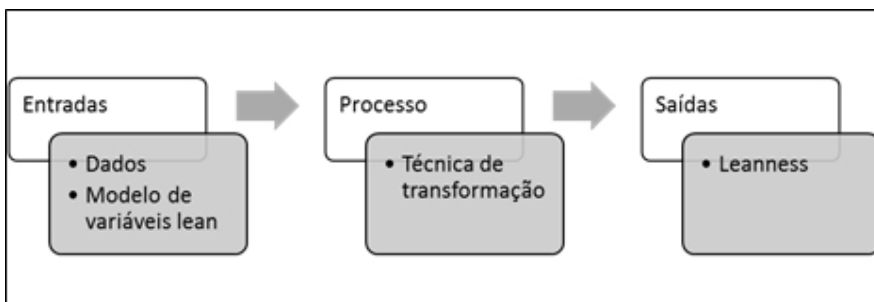 Entradas
• Dados
• Modelo de
variáveis lean
Processo
• Técnica de
transformação
Saídas
• Leanness